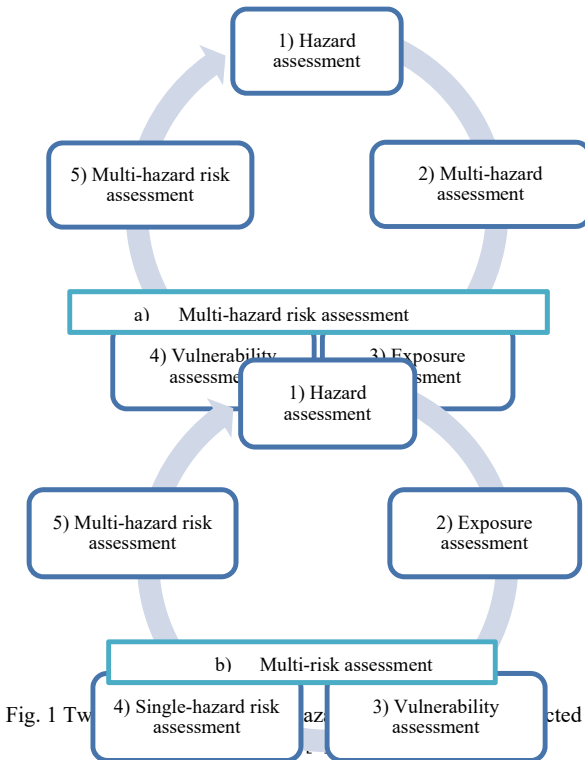 1) Hazard
assessment
5) Multi-hazard risk
assessment
2) Multi-hazard
assessment
a) Multi-hazard risk assessment
4) Vulnerability
3) Exposure
1) Hazard
assessment
5) Multi-hazard risk
assessment
2) Exposure
assessment
b) Multi-risk assessment
4) Single-hazard risk
assessment
3) Vulnerability
assessment
Fig. 1